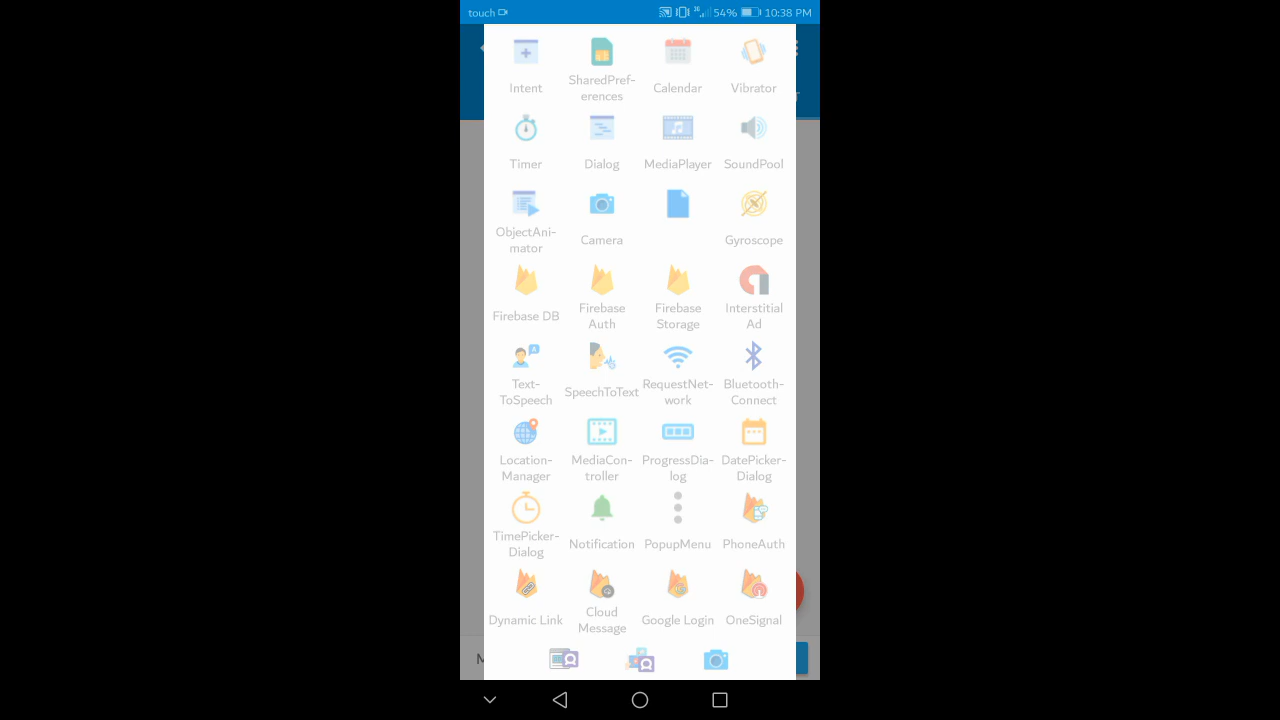 touch 3G 54% 10:38 PM
Intent SharedPref-
erences Calendar Vibrator
Timer Dialog MediaPlayer SoundPool
ObjectAni-
mator Camera Gyroscope
Firebase DB Firebase
Auth Firebase
Storage Interstitial
Ad
Text-
ToSpeech SpeechToText RequestNet-
work Bluetooth-
Connect
Location-
Manager MediaCon-
troller ProgressDia-
log DatePicker-
Dialog
TimePicker-
Dialog Notification PopupMenu PhoneAuth
Dynamic Link Cloud
Message Google Login OneSignal